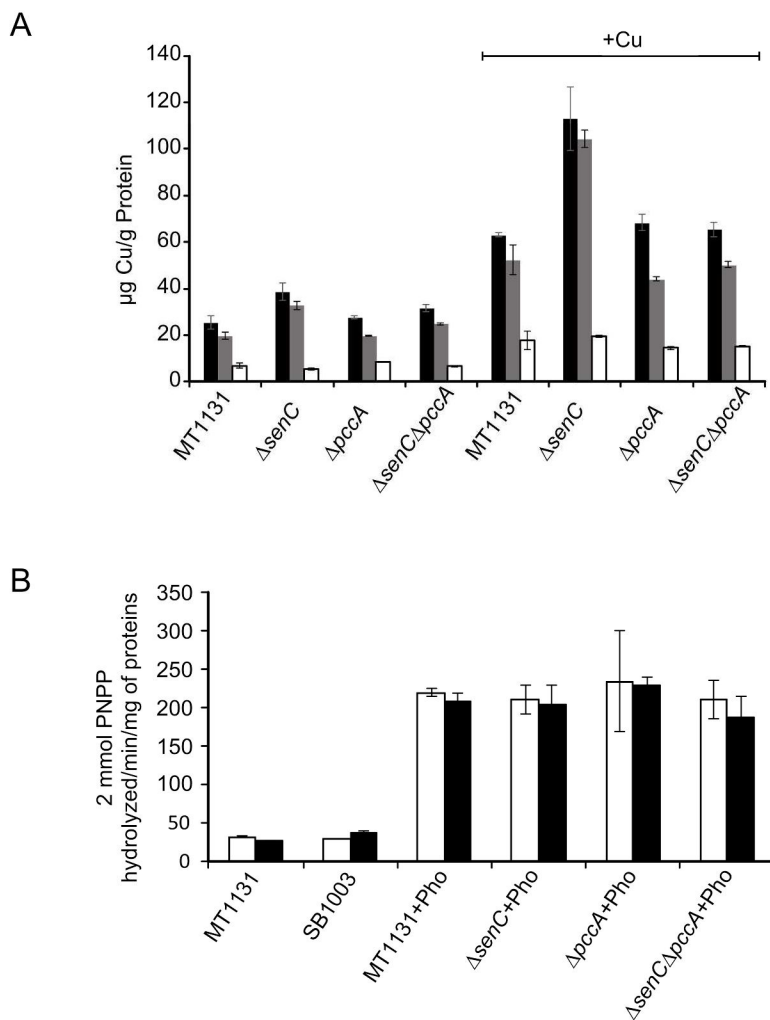 A
+Cu
140
120
100
80
60
40
20
0
µg Cu/g Protein
MT1131
ΔsenC
ΔpccA
ΔsenCΔpccA
MT1131
ΔsenC
ΔpccA
ΔsenCΔpccA
B
350
300
250
200
150
100
50
0
2 mmol PNPP
hydrolyzed/min/mg of proteins
MT1131
SB1003
MT1131+Pho
ΔsenC+Pho
ΔpccA+Pho
ΔsenCΔpccA+Pho